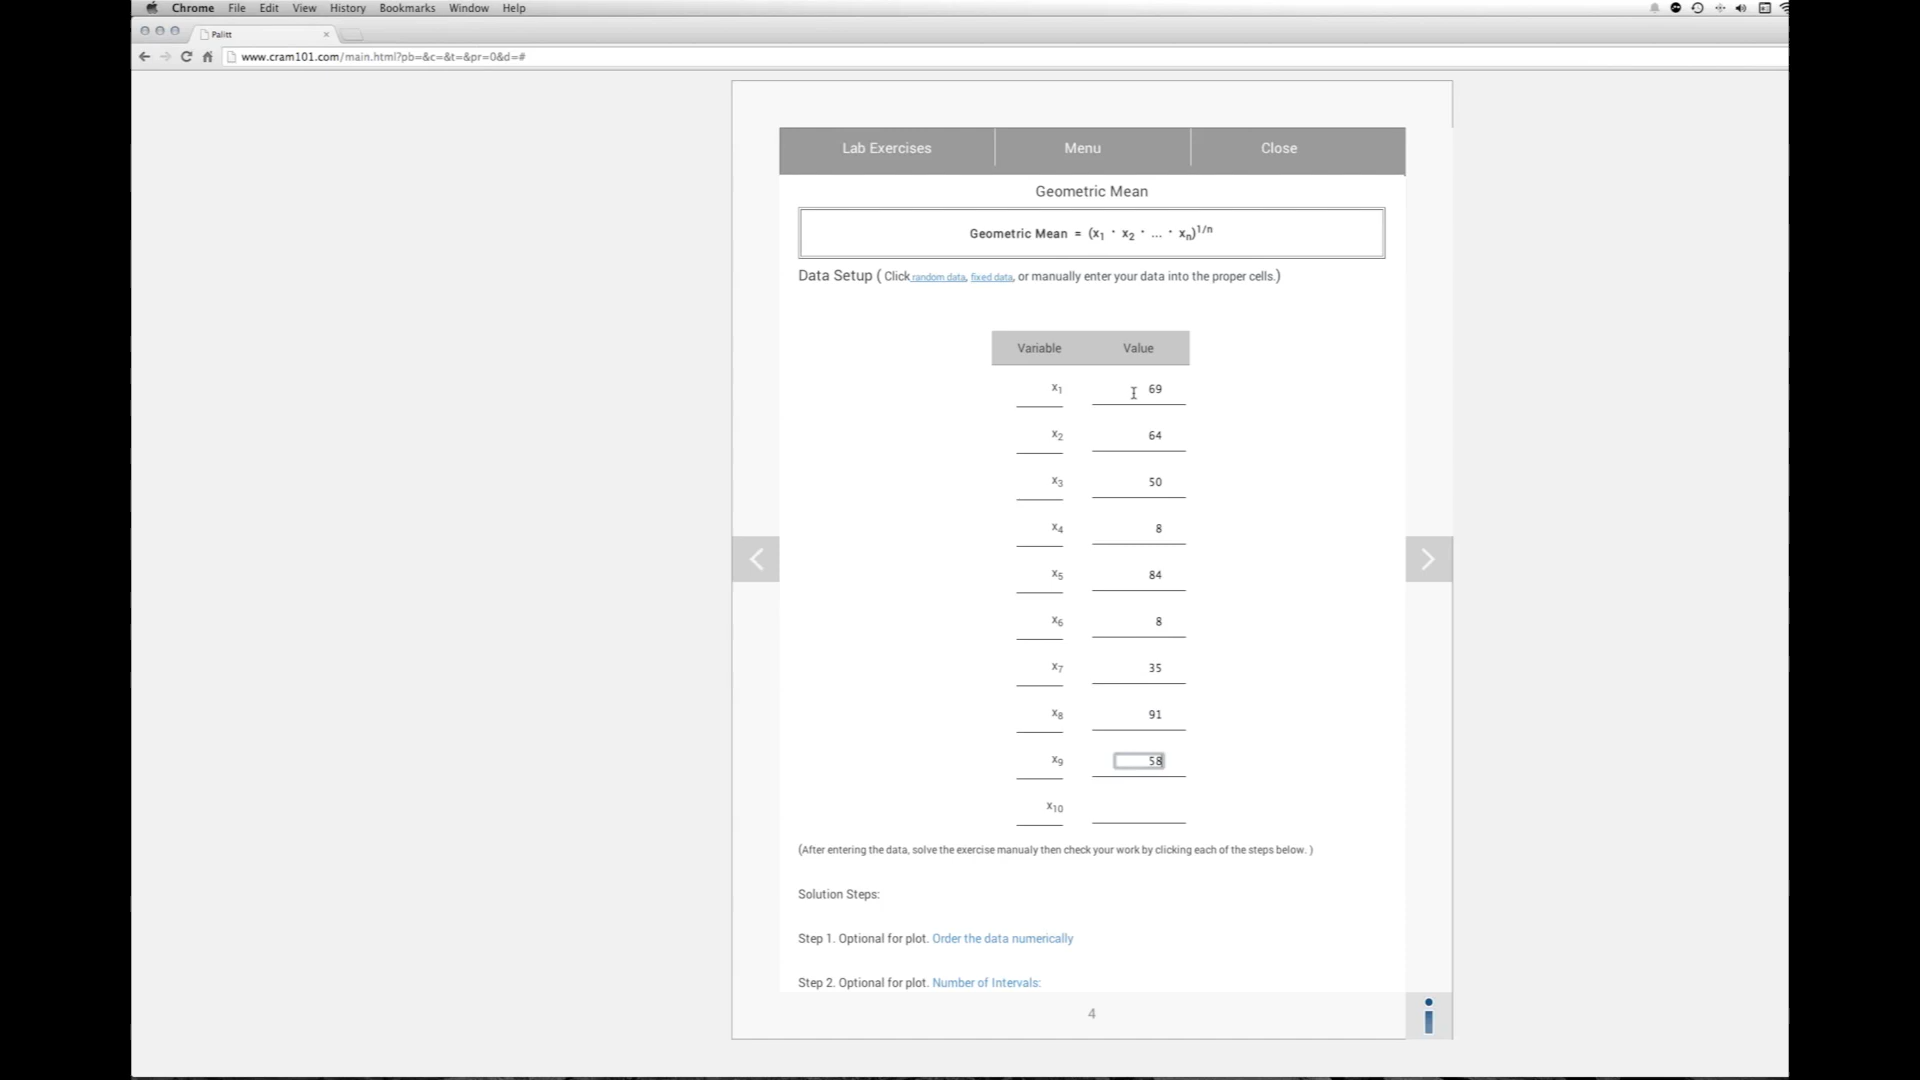 Chrome File Edit View History Bookmarks Window Help
Palitt
www.cram101.com/main.html?pb=&c=&t=&pr=0&d=#
Lab Exercises Menu Close
Geometric Mean
Geometric Mean = (x1 · x2 · ... · xn)1/n
Data Setup ( Click random data, fixed data, or manually enter your data into the proper cells.)
Variable Value
x1 69
x2 64
x3 50
x4 8
x5 84
x6 8
x7 35
x8 91
x9 58
x10
(After entering the data, solve the exercise manualy then check your work by clicking each of the steps below. )
Solution Steps:
Step 1. Optional for plot. Order the data numerically
Step 2. Optional for plot. Number of Intervals:
4
i